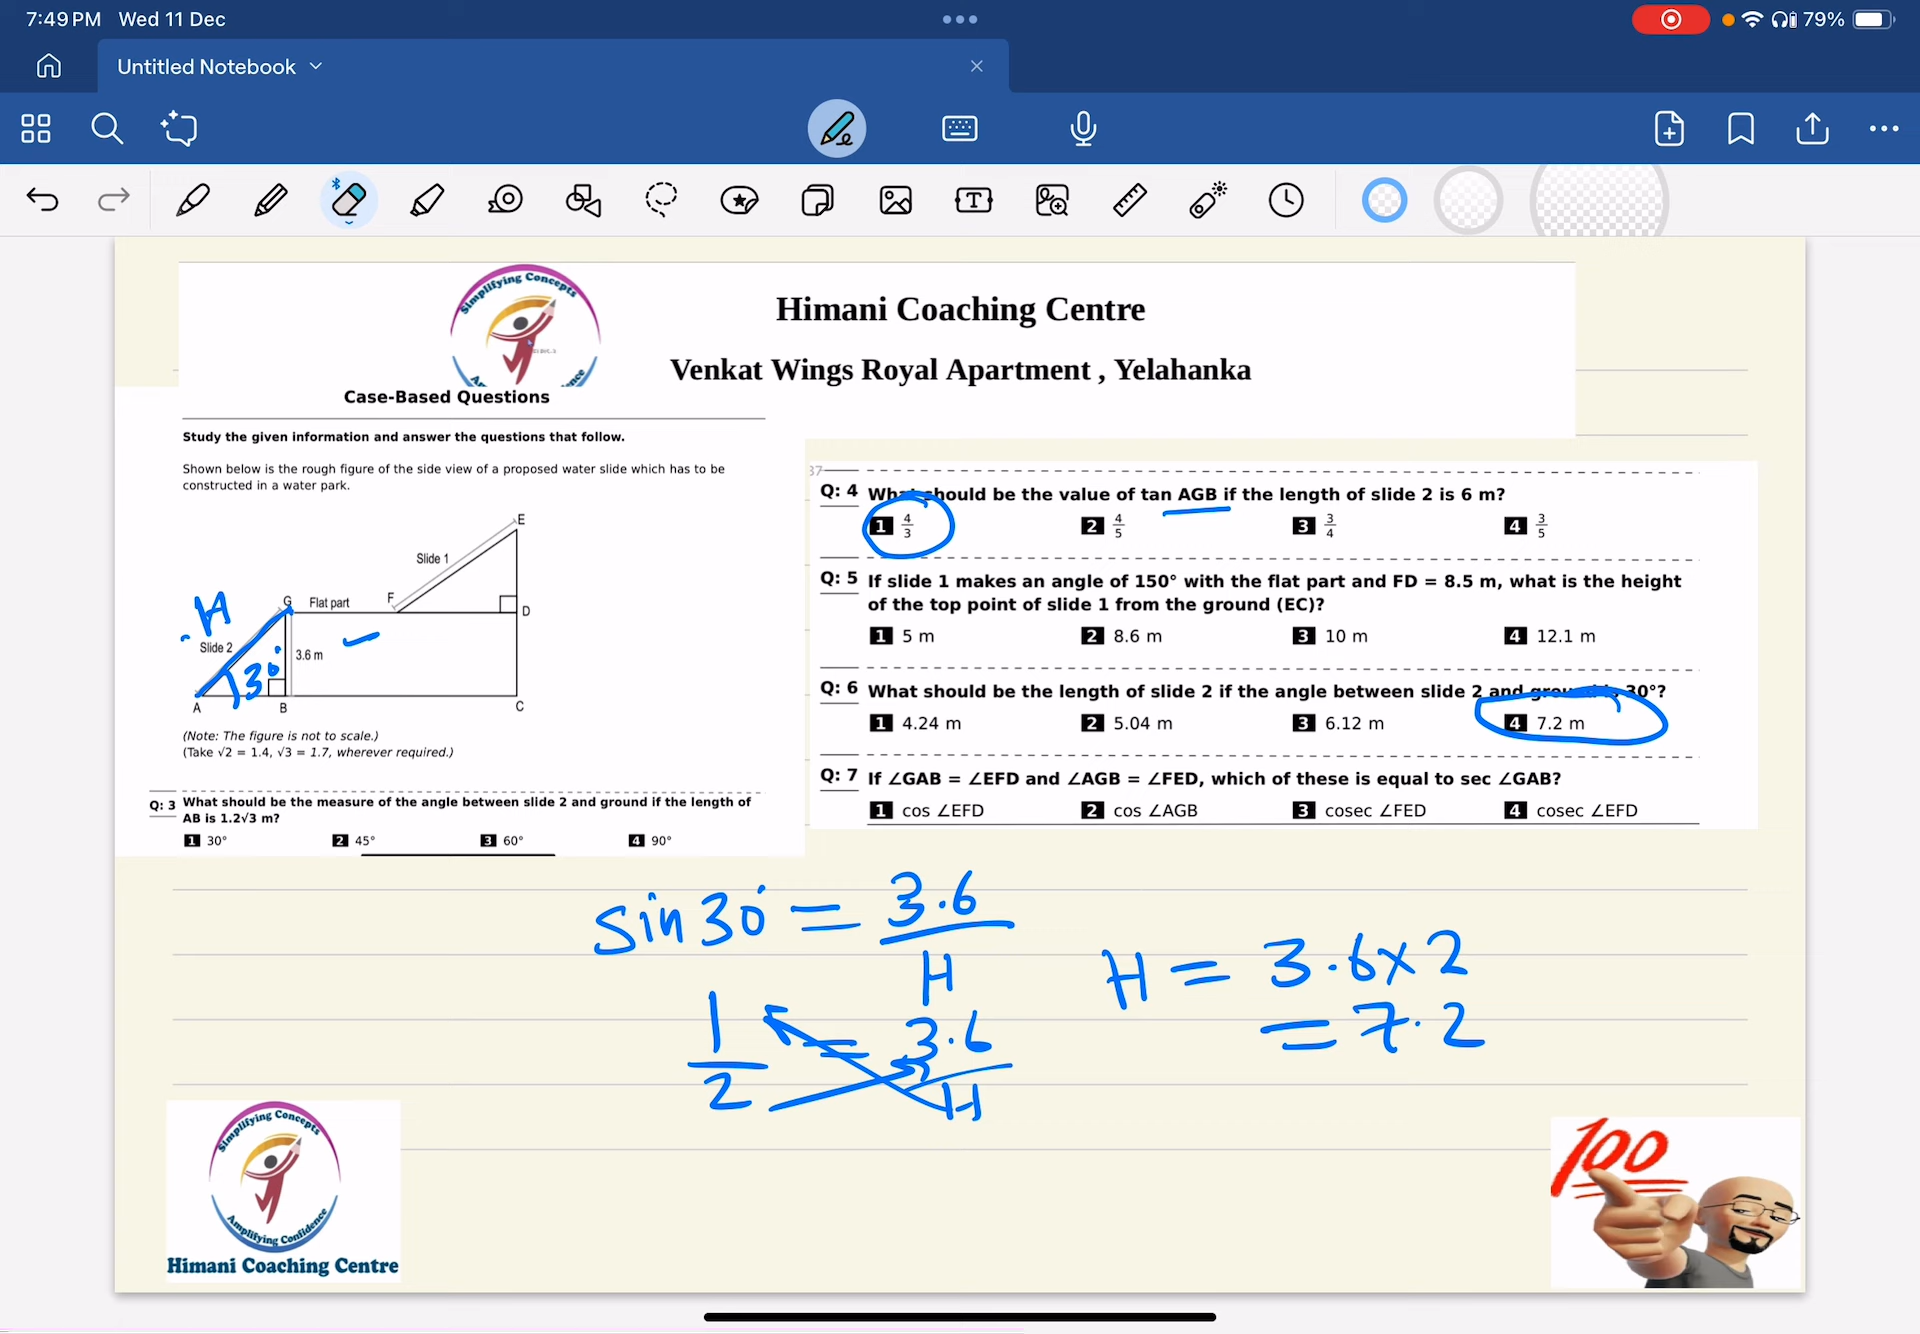 7:49 PM Wed 11 Dec
79%
Untitled Notebook
Simplifying Concepts
Himani Coaching Centre
Venkat Wings Royal Apartment , Yelahanka
Case-Based Questions
Study the given information and answer the questions that follow.
Shown below is the rough figure of the side view of a proposed water slide which has to be
constructed in a water park.
E
Slide 1
H
G Flat part F
D
Slide 2
30°
3.6 m
A B C
(Note: The figure is not to scale.)
(Take √2 = 1.4, √3 = 1.7, wherever required.)
Q: 3 What should be the measure of the angle between slide 2 and ground if the length of
AB is 1.2√3 m?
1 30° 2 45° 3 60° 4 90°
37
Q: 4 What should be the value of tan AGB if the length of slide 2 is 6 m?
1 4/3 2 4/5 3 3/4 4 3/5
Q: 5 If slide 1 makes an angle of 150° with the flat part and FD = 8.5 m, what is the height
of the top point of slide 1 from the ground (EC)?
1 5 m 2 8.6 m 3 10 m 4 12.1 m
Q: 6 What should be the length of slide 2 if the angle between slide 2 and ground is 30°?
1 4.24 m 2 5.04 m 3 6.12 m 4 7.2 m
Q: 7 If ∠GAB = ∠EFD and ∠AGB = ∠FED, which of these is equal to sec ∠GAB?
1 cos ∠EFD 2 cos ∠AGB 3 cosec ∠FED 4 cosec ∠EFD
sin 30° = 3.6/H
1/2 = 3.6/H
H = 3.6 × 2
= 7.2
Simplifying Concepts
Amplifying Confidence
Himani Coaching Centre
100